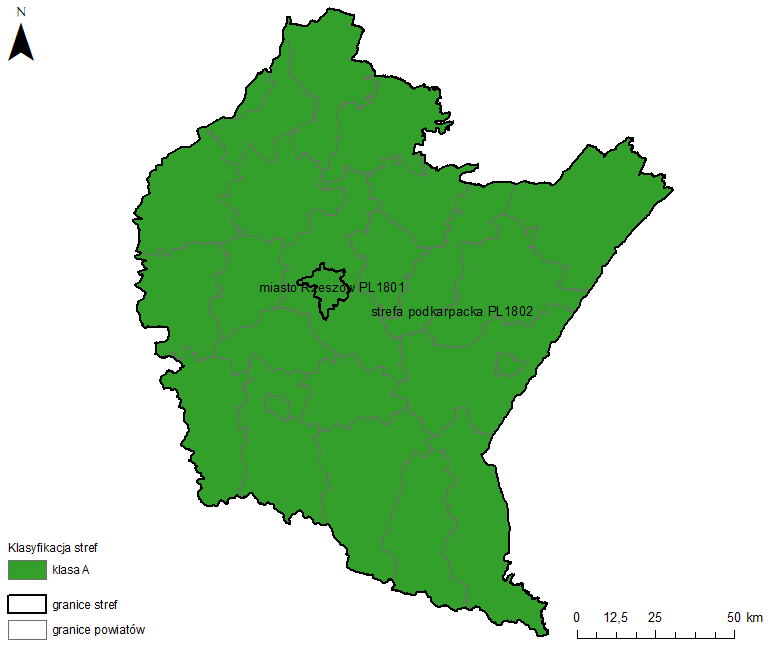 N
miasto Rzeszów PL1801
strefa podkarpacka PL1802
Klasyfikacja stref
klasa A
granice stref
granice powiatów
0 12,5 25 50 km